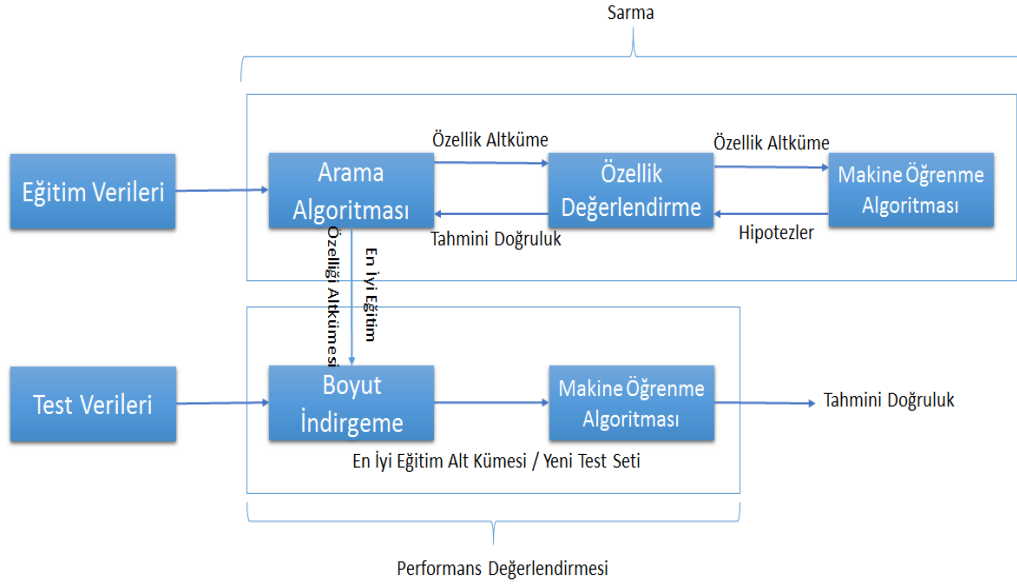 Sarma
Özellik Altküme
Özellik Altküme
Eğitim Verileri
Arama
Algoritması
Özellik
Değerlendirme
Makine Öğrenme
Algoritması
Tahmini Doğruluk
Hipotezler
En İyi Eğitim
Özelliği Altkümesi
Test Verileri
Boyut
İndirgeme
Makine Öğrenme
Algoritması
Tahmini Doğruluk
En İyi Eğitim Alt Kümesi / Yeni Test Seti
Performans Değerlendirmesi